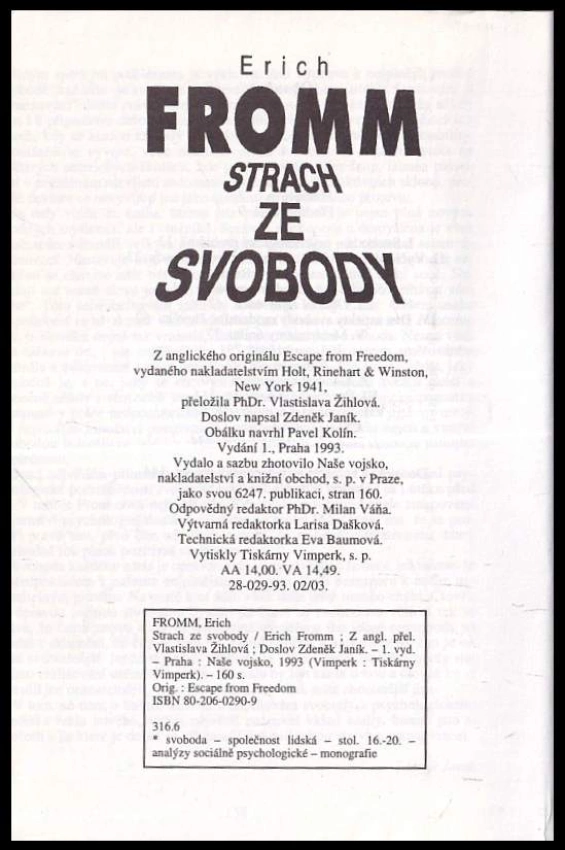 Erich
FROMM
STRACH
ZE
SVOBODY
Z anglického originálu Escape from Freedom,
vydaného nakladatelstvím Holt, Rinehart & Winston,
New York 1941,
přeložila PhDr. Vlastislava Žihlová.
Doslov napsal Zdeněk Janík.
Obálku navrhl Pavel Kolín.
Vydání 1., Praha 1993.
Vydalo a sazbu zhotovilo Naše vojsko,
nakladatelství a knižní obchod, s. p. v Praze,
jako svou 6247. publikaci, stran 160.
Odpovědný redaktor PhDr. Milan Váňa.
Výtvarná redaktorka Larisa Dašková.
Technická redaktorka Eva Baumová.
Vytiskly Tiskárny Vimperk, s. p.
AA 14,00. VA 14,49.
28-029-93. 02/03.
FROMM, Erich
Strach ze svobody / Erich Fromm ; Z angl. přel.
Vlastislava Žihlová ; Doslov Zdeněk Janík. – 1. vyd.
– Praha : Naše vojsko, 1993 (Vimperk : Tiskárny
Vimperk). – 160 s.
Orig. : Escape from Freedom
ISBN 80-206-0290-9
316.6
* svoboda – společnost lidská – stol. 16.-20. –
analýzy sociálně psychologické – monografie